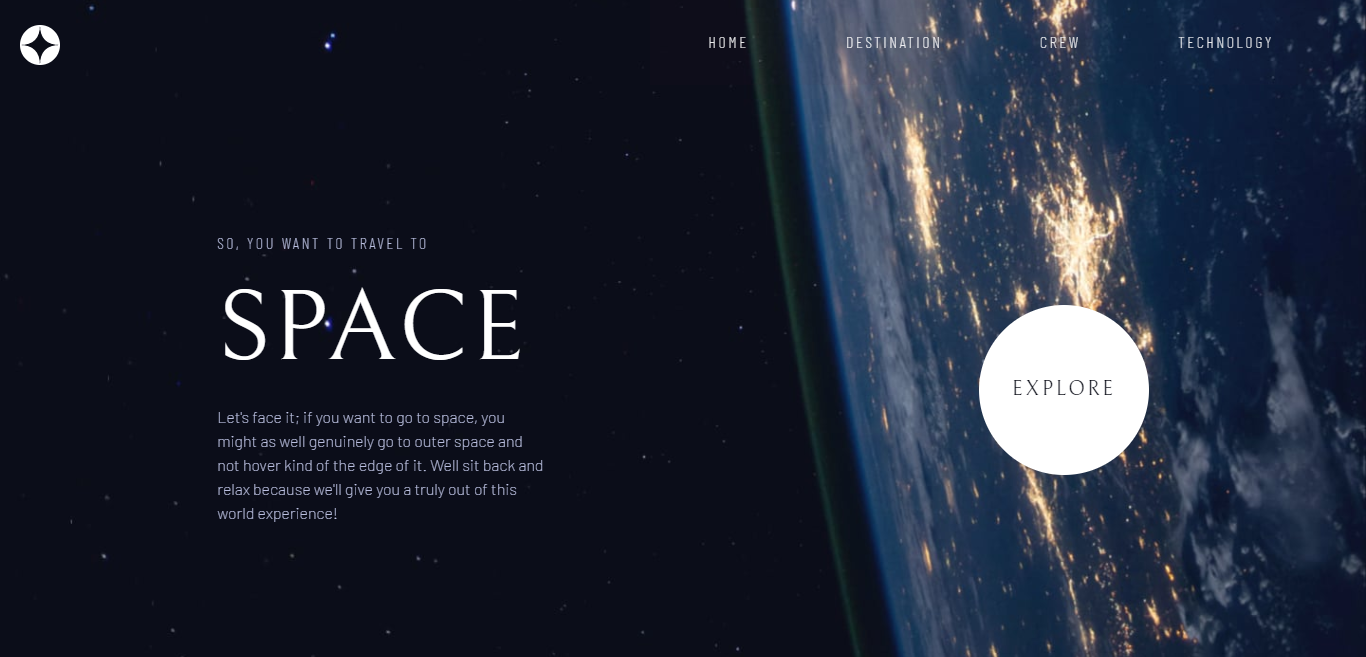 HOME DESTINATION CREW TECHNOLOGY
SO, YOU WANT TO TRAVEL TO
SPACE
Let's face it; if you want to go to space, you
might as well genuinely go to outer space and
not hover kind of the edge of it. Well sit back and
relax because we'll give you a truly out of this
world experience!
EXPLORE